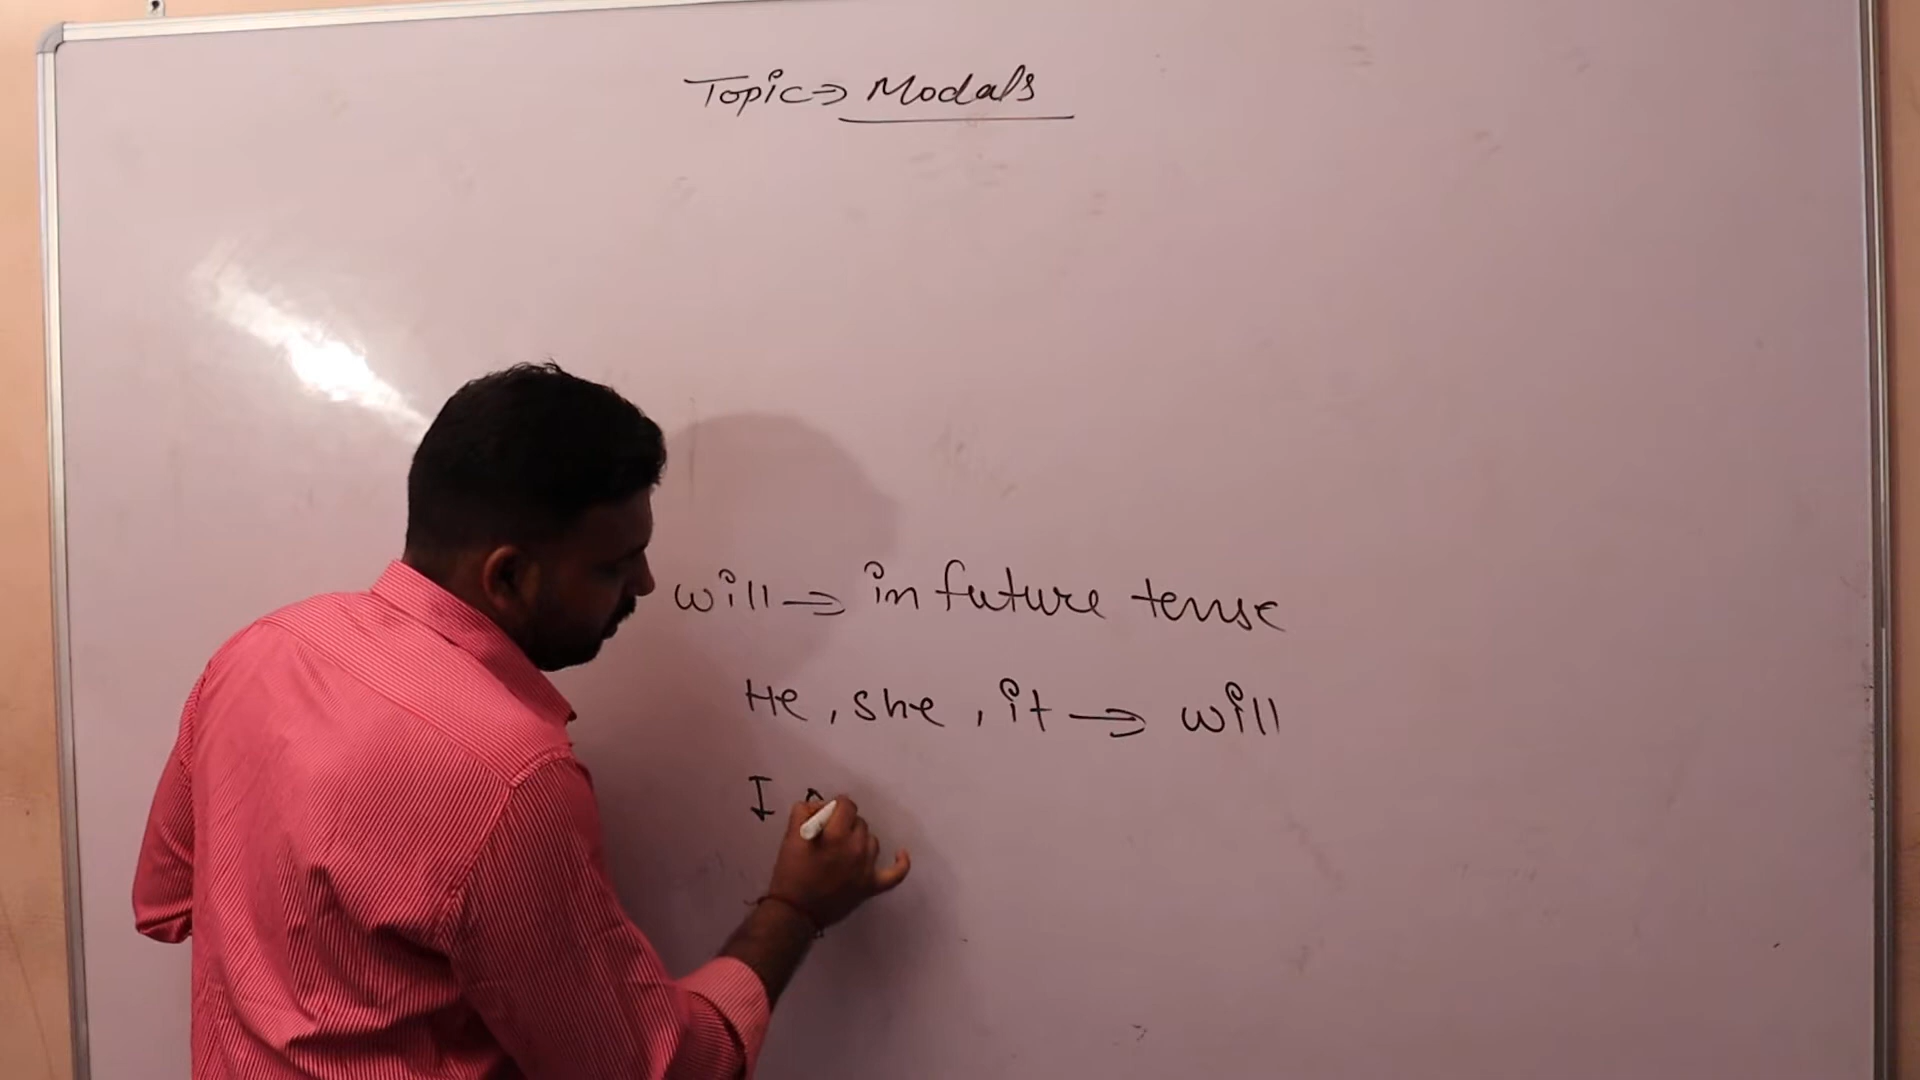 Topic ⇒ Modals
will ⇒ in future tense
He, she, it ⇒ will
I